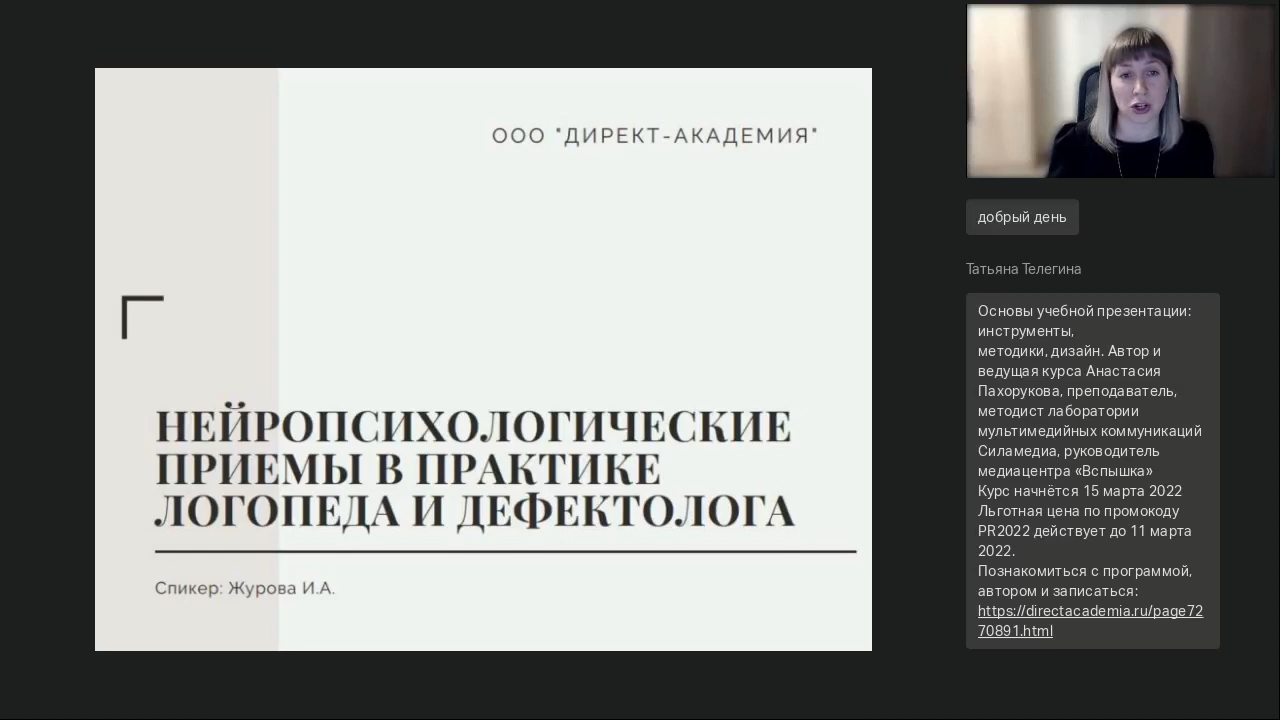 ООО "ДИРЕКТ-АКАДЕМИЯ"
НЕЙРОПСИХОЛОГИЧЕСКИЕ
ПРИЕМЫ В ПРАКТИКЕ
ЛОГОПЕДА И ДЕФЕКТОЛОГА
Спикер: Журова И.А.
добрый день
Татьяна Телегина
Основы учебной презентации:
инструменты,
методики, дизайн. Автор и
ведущая курса Анастасия
Пахорукова, преподаватель,
методист лаборатории
мультимедийных коммуникаций
Силамедиа, руководитель
медиацентра «Вспышка»
Курс начнётся 15 марта 2022
Льготная цена по промокоду
PR2022 действует до 11 марта
2022.
Познакомиться с программой,
автором и записаться:
https://directacademia.ru/page72
70891.html